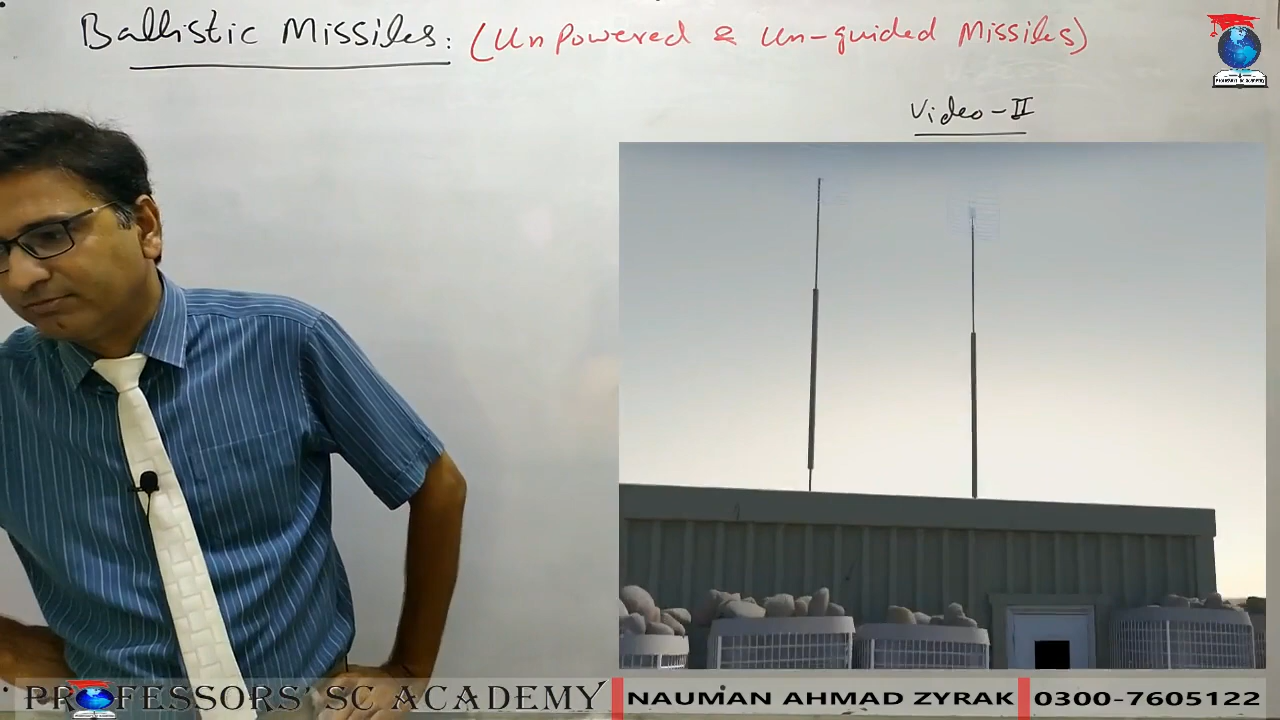 Ballistic Missiles: (UnPowered & Un-guided Missiles)
Video-II
PROFESSORS' SC ACADEMY
NAUMAN AHMAD ZYRAK
0300-7605122